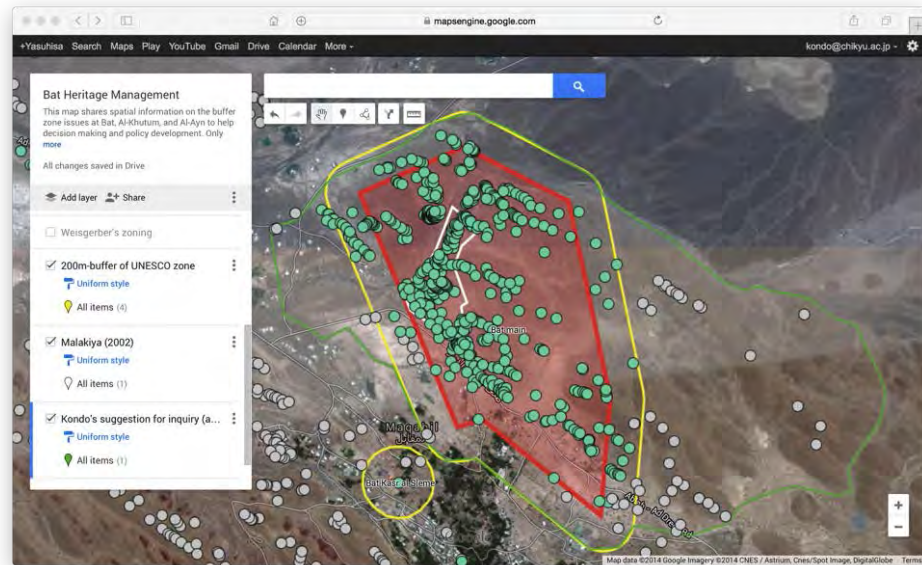 mapsengine.google.com
+Yasuhisa Search Maps Play YouTube Gmail Drive Calendar More
kondo@chikyu.ac.jp
Bat Heritage Management
This map shares spatial information on the buffer
zone issues at Bat, Al-Khutum, and Al-Ayn to help
decision making and policy development. Only
more
All changes saved in Drive
Add layer Share
Weisgerber's zoning
200m-buffer of UNESCO zone
Uniform style
All items (4)
Malakiya (2002)
Uniform style
All items (1)
Kondo's suggestion for inquiry (a...
Uniform style
All items (1)
Bat main
Bat Kasr al-Sleme
+
−
Map data ©2014 Google Imagery ©2014 CNES / Astrium, Cnes/Spot Image, DigitalGlobe Terms